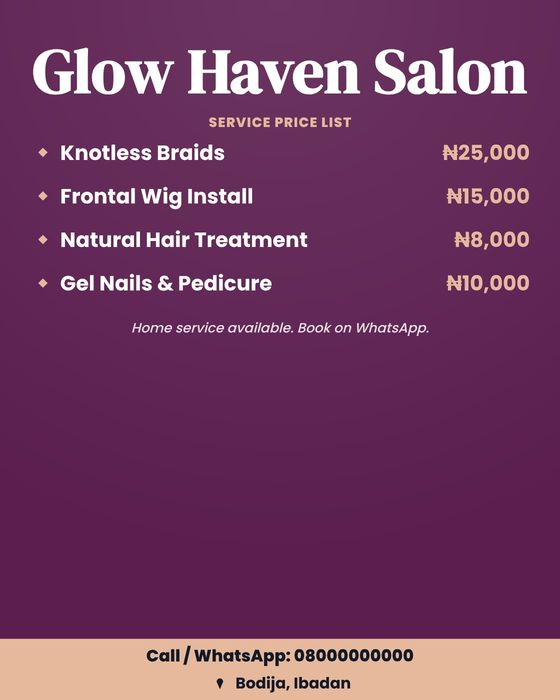 Glow Haven Salon
SERVICE PRICE LIST
Knotless Braids ₦25,000
Frontal Wig Install ₦15,000
Natural Hair Treatment ₦8,000
Gel Nails & Pedicure ₦10,000
Home service available. Book on WhatsApp.
Call / WhatsApp: 08000000000
Bodija, Ibadan